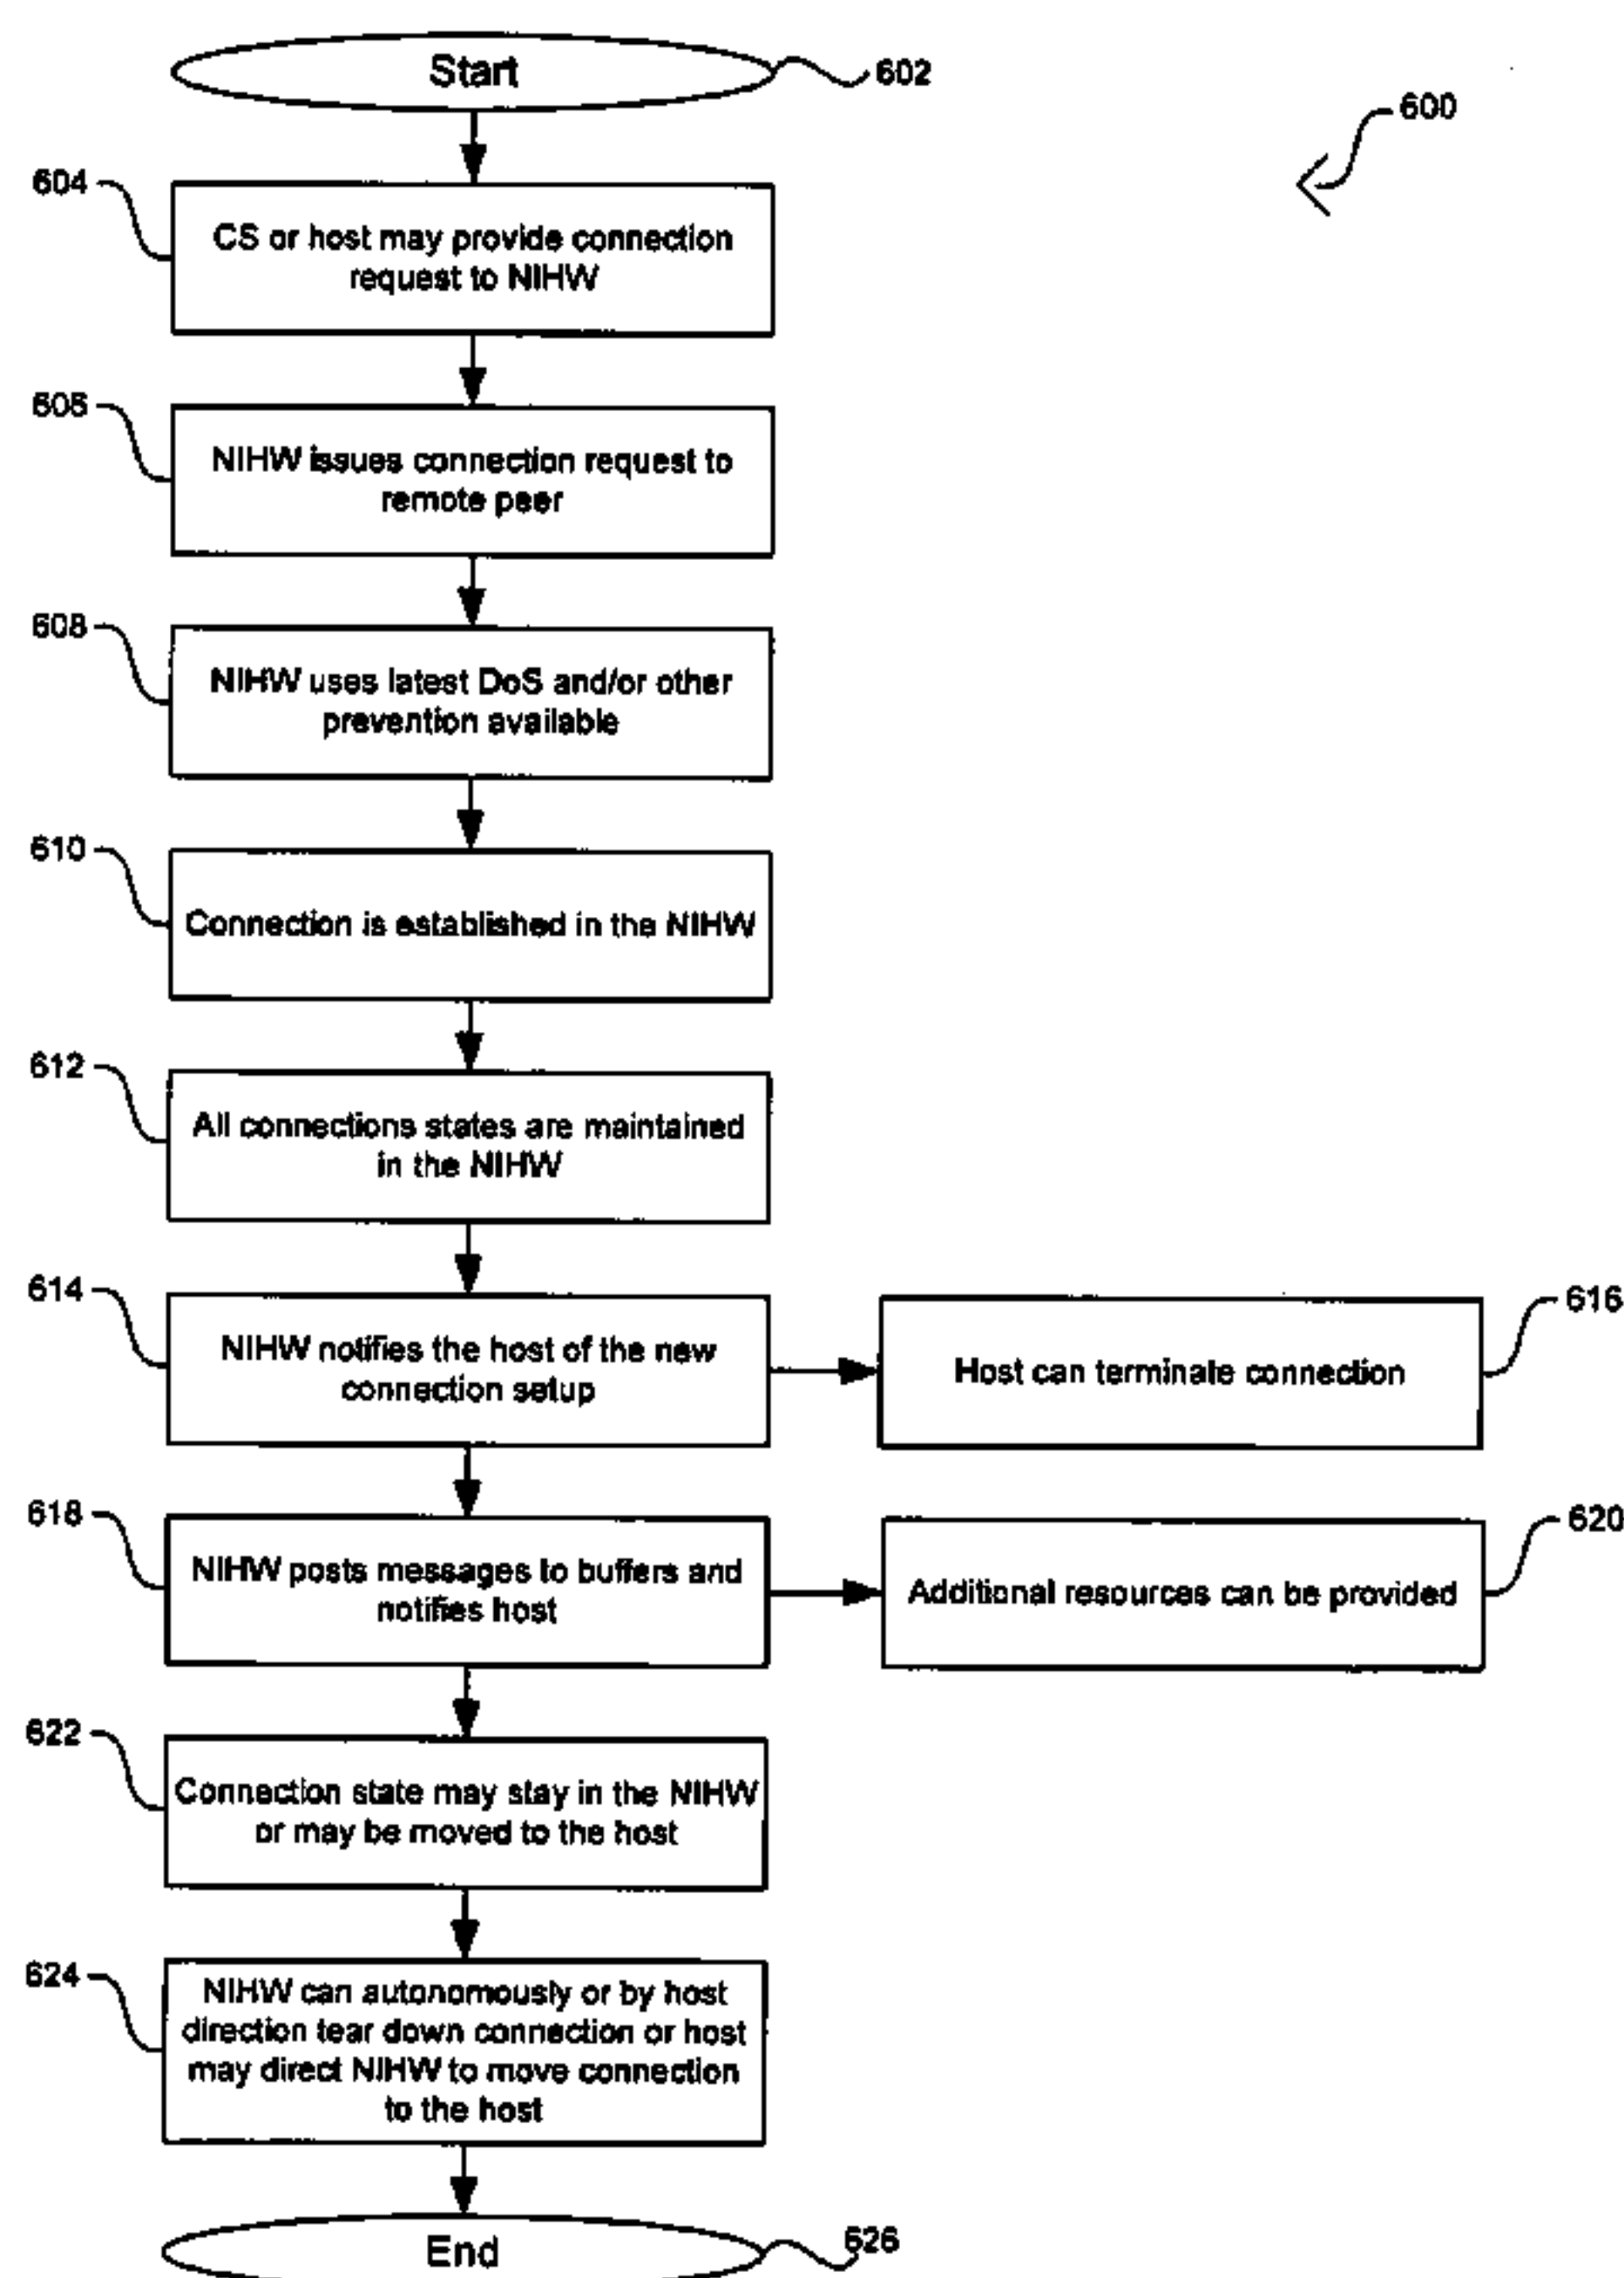 Start
602
600
604
CS or host may provide connection
request to NIHW
606
NIHW issues connection request to
remote peer
608
NIHW uses latest DoS and/or other
prevention available
610
Connection is established in the NIHW
612
All connections states are maintained
in the NIHW
614
NIHW notifies the host of the new
connection setup
616
Host can terminate connection
618
NIHW posts messages to buffers and
notifies host
620
Additional resources can be provided
622
Connection state may stay in the NIHW
or may be moved to the host
624
NIHW can autonomously or by host
direction tear down connection or host
may direct NIHW to move connection
to the host
End
626